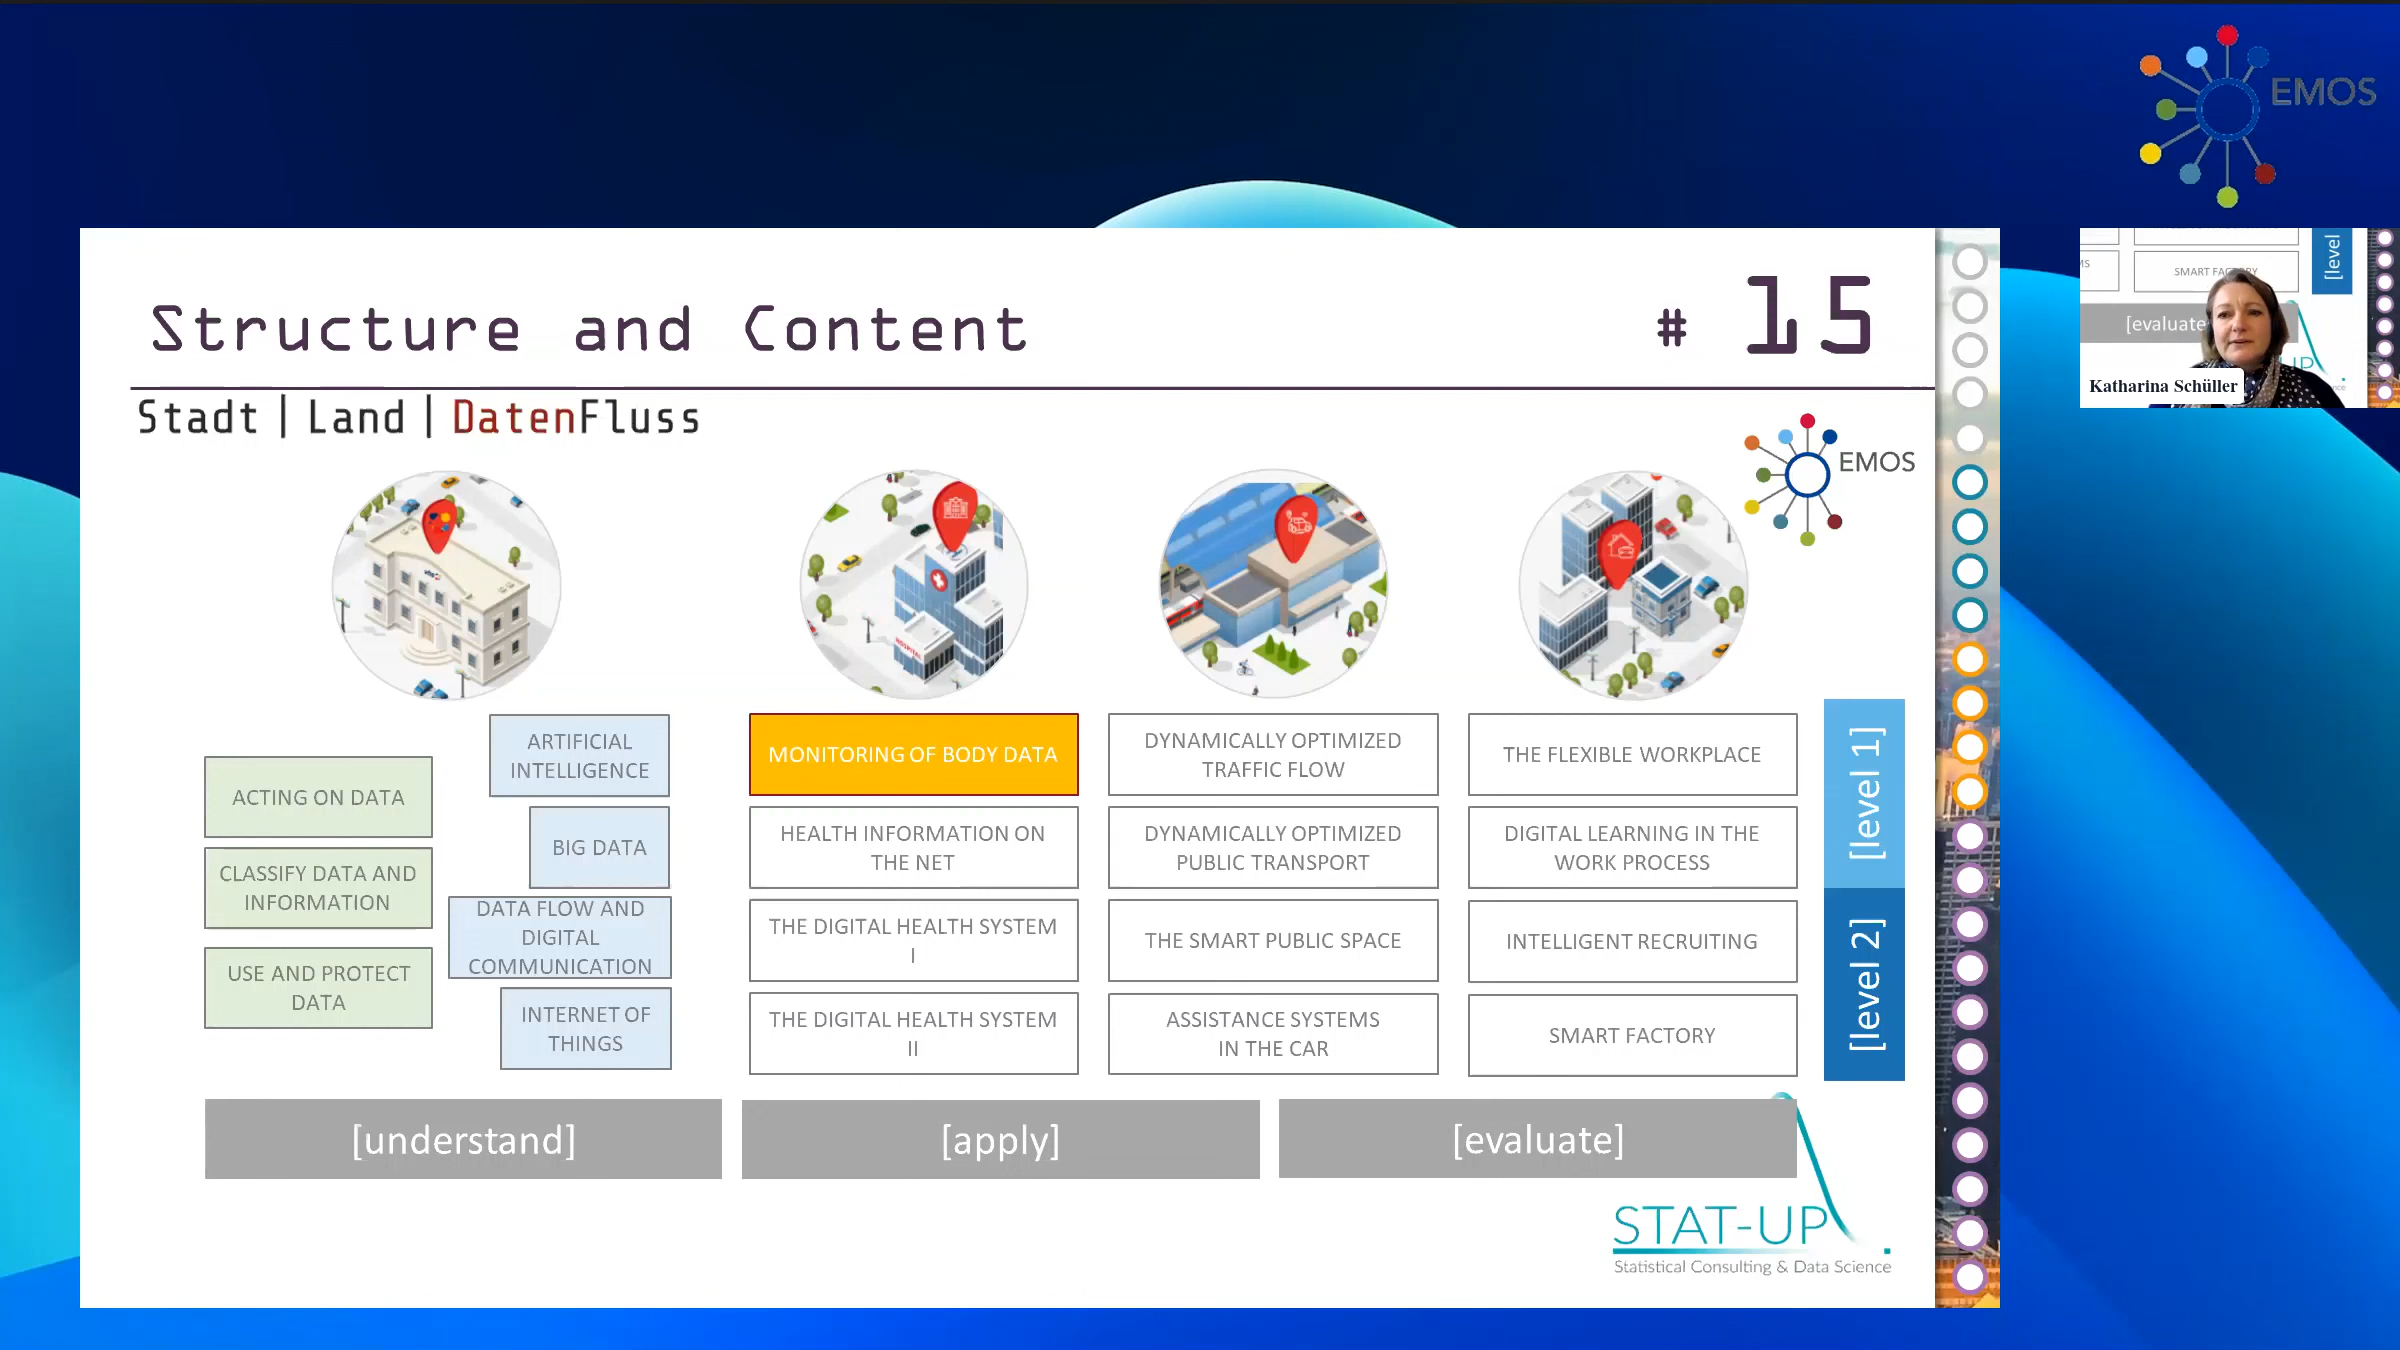 EMOS
Structure and Content
# 15
Stadt | Land | DatenFluss
EMOS
vhs
HOSPITAL
ARTIFICIAL
INTELLIGENCE
ACTING ON DATA
BIG DATA
CLASSIFY DATA AND
INFORMATION
DATA FLOW AND
DIGITAL
COMMUNICATION
USE AND PROTECT
DATA
INTERNET OF
THINGS
MONITORING OF BODY DATA
HEALTH INFORMATION ON
THE NET
THE DIGITAL HEALTH SYSTEM
I
THE DIGITAL HEALTH SYSTEM
II
DYNAMICALLY OPTIMIZED
TRAFFIC FLOW
DYNAMICALLY OPTIMIZED
PUBLIC TRANSPORT
THE SMART PUBLIC SPACE
ASSISTANCE SYSTEMS
IN THE CAR
THE FLEXIBLE WORKPLACE
DIGITAL LEARNING IN THE
WORK PROCESS
INTELLIGENT RECRUITING
SMART FACTORY
[level 1]
[level 2]
[understand]
[apply]
[evaluate]
STAT-UP
Statistical Consulting & Data Science
[level
SMART FACTORY
[evaluate
Katharina Schüller